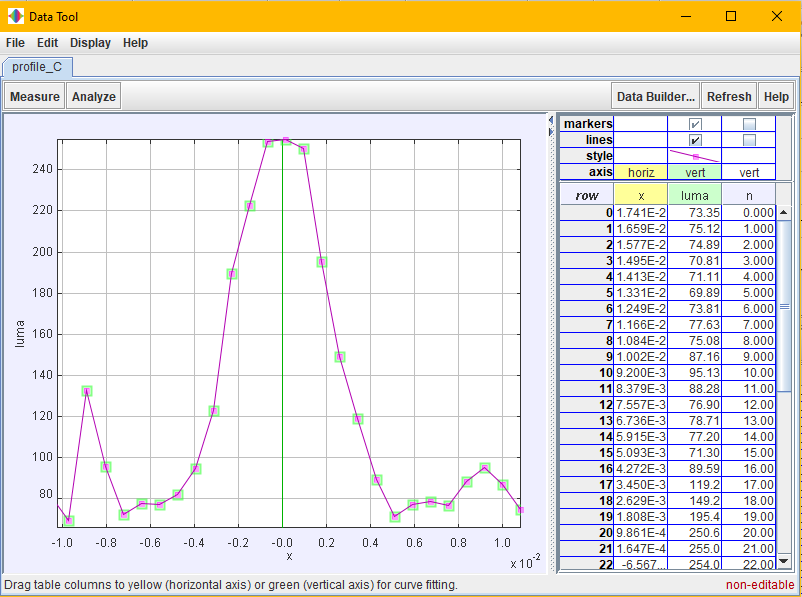 Data Tool
File Edit Display Help
profile_C
Measure Analyze Data Builder... Refresh Help
markers
lines
style
axis horiz vert vert
row x luma n
0 1.741E-2 73.35 0.000
1 1.659E-2 75.12 1.000
2 1.577E-2 74.89 2.000
3 1.495E-2 70.81 3.000
4 1.413E-2 71.11 4.000
5 1.331E-2 69.89 5.000
6 1.249E-2 73.81 6.000
7 1.166E-2 77.63 7.000
8 1.084E-2 75.08 8.000
9 1.002E-2 87.16 9.000
10 9.200E-3 95.13 10.00
11 8.379E-3 88.28 11.00
12 7.557E-3 76.90 12.00
13 6.736E-3 78.71 13.00
14 5.915E-3 77.20 14.00
15 5.093E-3 71.30 15.00
16 4.272E-3 89.59 16.00
17 3.450E-3 119.2 17.00
18 2.629E-3 149.2 18.00
19 1.808E-3 195.4 19.00
20 9.861E-4 250.6 20.00
21 1.647E-4 255.0 21.00
22 -6.567... 254.0 22.00
240
220
200
180
160
140
120
100
80
luma
-1.0 -0.8 -0.6 -0.4 -0.2 -0.0 0.2 0.4 0.6 0.8 1.0
x
x10⁻²
Drag table columns to yellow (horizontal axis) or green (vertical axis) for curve fitting.
non-editable